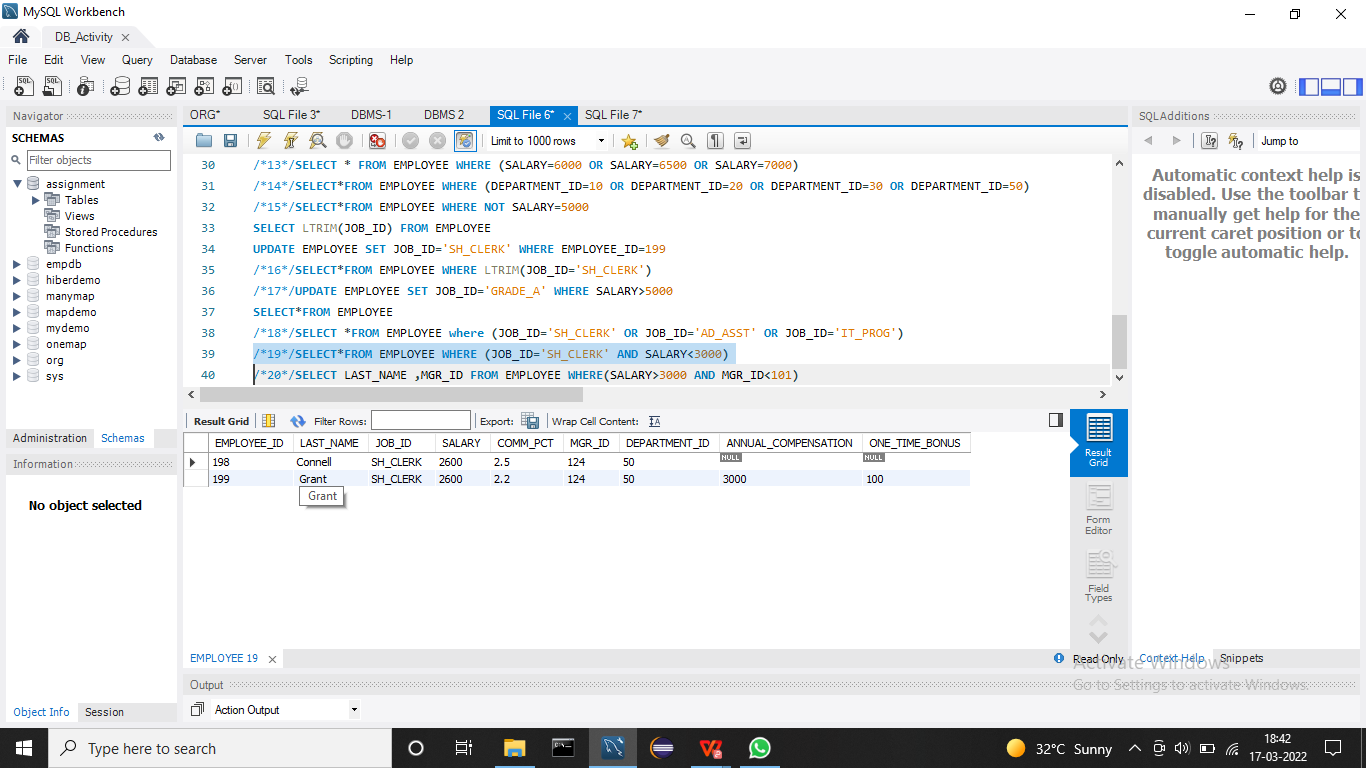 MySQL Workbench
DB_Activity
File Edit View Query Database Server Tools Scripting Help
Navigator
SCHEMAS
Filter objects
assignment
Tables
Views
Stored Procedures
Functions
empdb
hiberdemo
manymap
mapdemo
mydemo
onemap
org
sys
Administration Schemas
Information
No object selected
Object Info Session
ORG* SQL File 3* DBMS-1 DBMS 2 SQL File 6* SQL File 7*
Limit to 1000 rows
30 /*13*/SELECT * FROM EMPLOYEE WHERE (SALARY=6000 OR SALARY=6500 OR SALARY=7000)
31 /*14*/SELECT*FROM EMPLOYEE WHERE (DEPARTMENT_ID=10 OR DEPARTMENT_ID=20 OR DEPARTMENT_ID=30 OR DEPARTMENT_ID=50)
32 /*15*/SELECT*FROM EMPLOYEE WHERE NOT SALARY=5000
33 SELECT LTRIM(JOB_ID) FROM EMPLOYEE
34 UPDATE EMPLOYEE SET JOB_ID='SH_CLERK' WHERE EMPLOYEE_ID=199
35 /*16*/SELECT*FROM EMPLOYEE WHERE LTRIM(JOB_ID='SH_CLERK')
36 /*17*/UPDATE EMPLOYEE SET JOB_ID='GRADE_A' WHERE SALARY>5000
37 SELECT*FROM EMPLOYEE
38 /*18*/SELECT *FROM EMPLOYEE where (JOB_ID='SH_CLERK' OR JOB_ID='AD_ASST' OR JOB_ID='IT_PROG')
39 /*19*/SELECT*FROM EMPLOYEE WHERE (JOB_ID='SH_CLERK' AND SALARY<3000)
40 /*20*/SELECT LAST_NAME ,MGR_ID FROM EMPLOYEE WHERE(SALARY>3000 AND MGR_ID<101)
Result Grid Filter Rows: Export: Wrap Cell Content:
EMPLOYEE_ID LAST_NAME JOB_ID SALARY COMM_PCT MGR_ID DEPARTMENT_ID ANNUAL_COMPENSATION ONE_TIME_BONUS
198 Connell SH_CLERK 2600 2.5 124 50 NULL NULL
199 Grant SH_CLERK 2600 2.2 124 50 3000 100
Grant
Result
Grid
Form
Editor
Field
Types
EMPLOYEE 19
Read Only
Output
Action Output
SQLAdditions
Jump to
Automatic context help is
disabled. Use the toolbar t
manually get help for the
current caret position or to
toggle automatic help.
Context Help Snippets
Activate Windows
Go to Settings to activate Windows.
Type here to search
32°C Sunny
18:42
17-03-2022